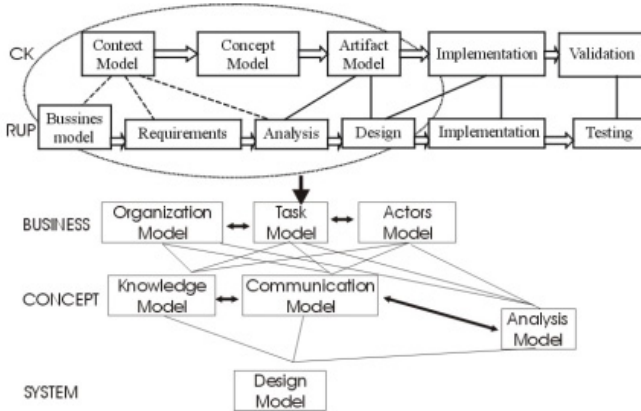 CK
Context
Model
Concept
Model
Artifact
Model
Implementation
Validation
RUP
Bussines
model
Requirements
Analysis
Design
Implementation
Testing
BUSINESS
Organization
Model
Task
Model
Actors
Model
CONCEPT
Knowledge
Model
Communication
Model
Analysis
Model
SYSTEM
Design
Model